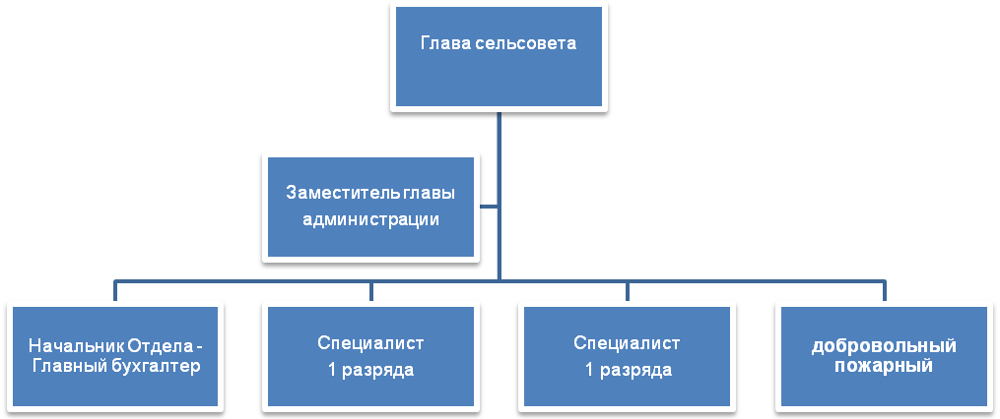 Глава сельсовета
Заместитель главы
администрации
Начальник Отдела -
Главный бухгалтер
Специалист
1 разряда
Специалист
1 разряда
добровольный
пожарный